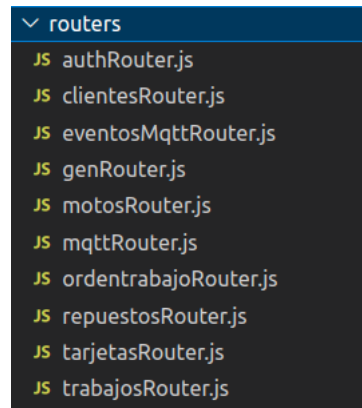 routers
JS authRouter.js
JS clientesRouter.js
JS eventosMqttRouter.js
JS genRouter.js
JS motosRouter.js
JS mqttRouter.js
JS ordentrabajoRouter.js
JS repuestosRouter.js
JS tarjetasRouter.js
JS trabajosRouter.js